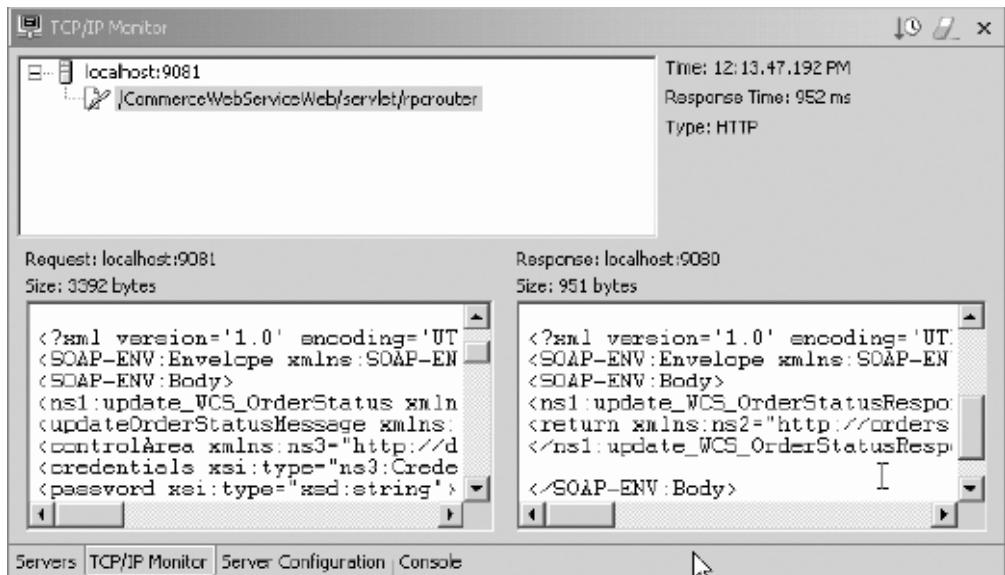 TCP/IP Monitor
localhost:9081
/CommerceWebServiceWeb/servlet/rpcrouter
Time: 12:13.47.192 PM
Response Time: 952 ms
Type: HTTP
Request: localhost:9081
Size: 3392 bytes
<?xml version='1.0' encoding='UT
<SOAP-ENV:Envelope xmlns:SOAP-EN
<SOAP-ENV:Body>
<ns1:update_WCS_OrderStatus xmln
<updateOrderStatusMessage xmlns:
<controlArea xmlns:ns3="http://d
<credentials xsi:type="ns3:Crede
<password xsi:type="xsd:string">
Response: localhost:9080
Size: 951 bytes
<?xml version='1.0' encoding='UT
<SOAP-ENV:Envelope xmlns:SOAP-EN
<SOAP-ENV:Body>
<ns1:update_WCS_OrderStatusRespo
<return xmlns:ns2="http://orders
</ns1:update_WCS_OrderStatusResp
</SOAP-ENV:Body>
Servers TCP/IP Monitor Server Configuration Console